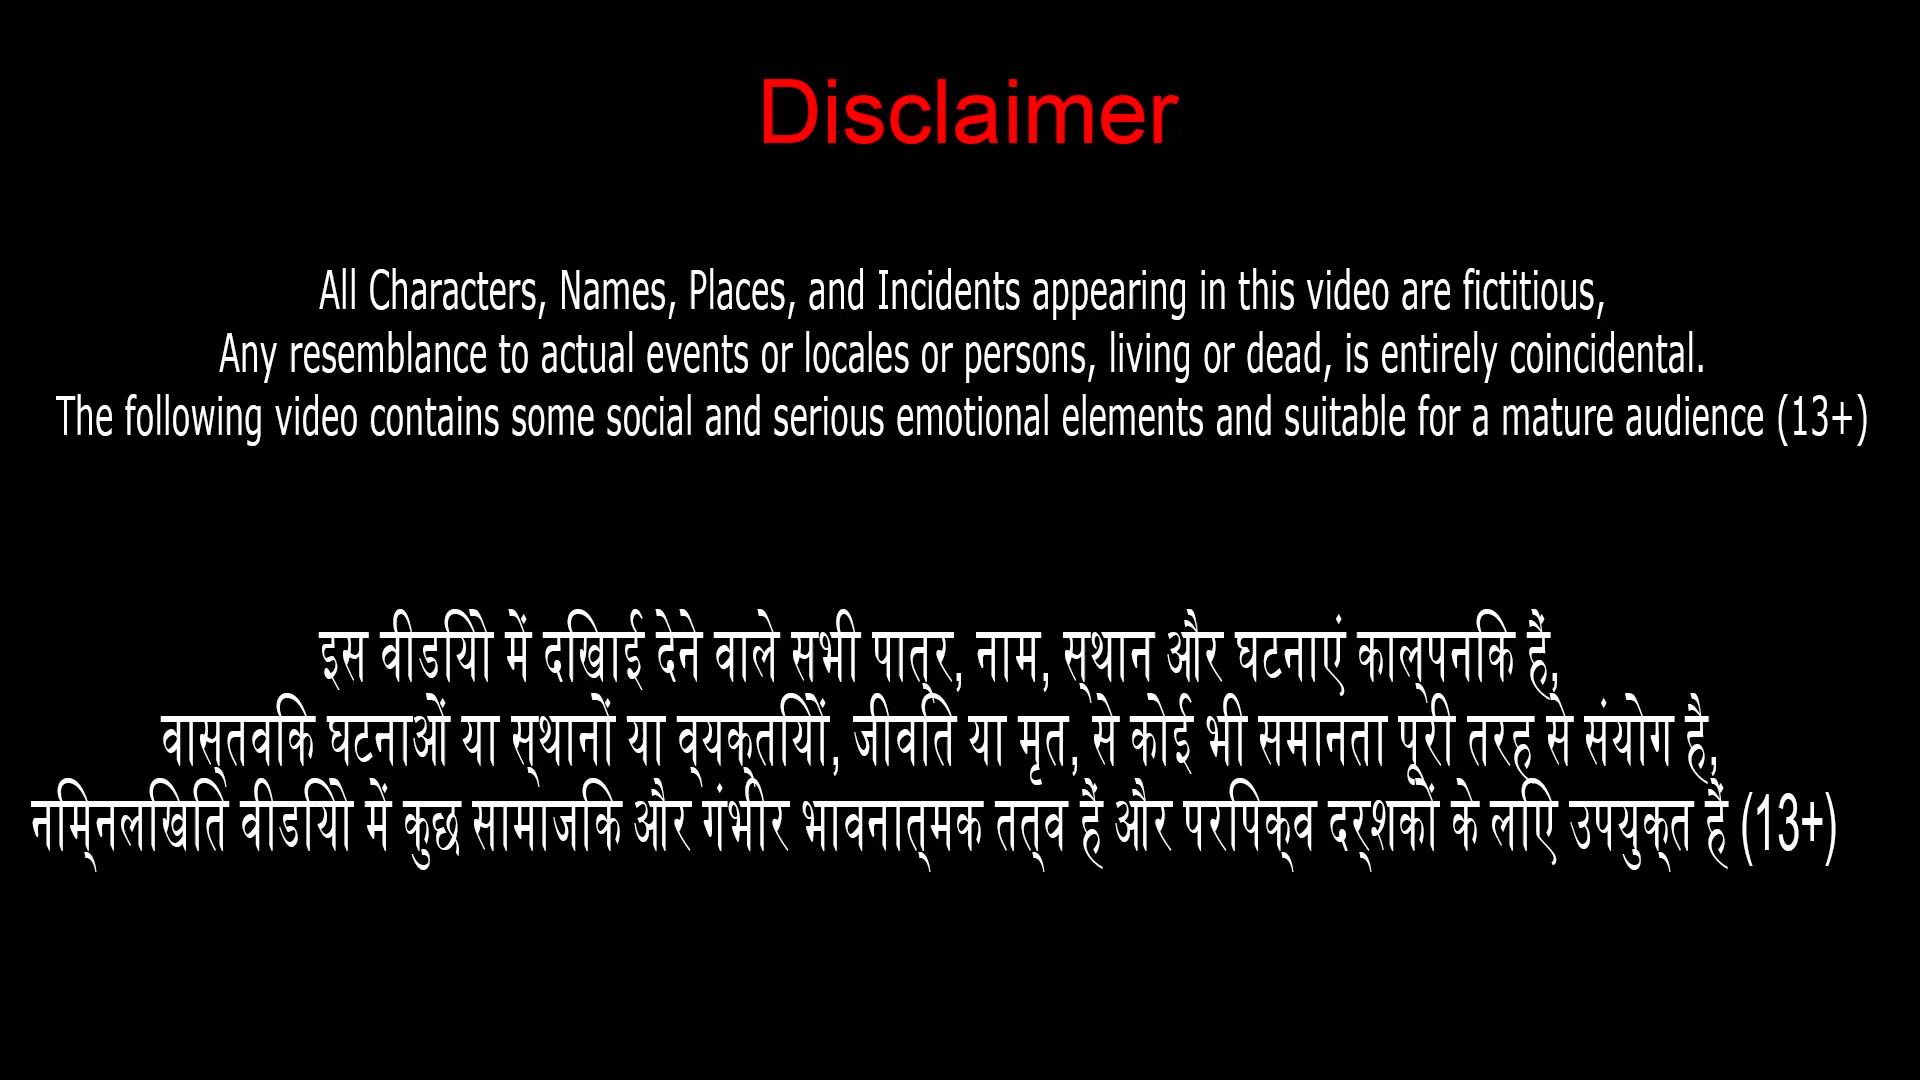 Disclaimer
All Characters, Names, Places, and Incidents appearing in this video are fictitious,
Any resemblance to actual events or locales or persons, living or dead, is entirely coincidental.
The following video contains some social and serious emotional elements and suitable for a mature audience (13+)
इस वीडियो में दिखाई देने वाले सभी पात्र, नाम, स्थान और घटनाएं काल्पनिक हैं,
वास्तविक घटनाओं या स्थानों या व्यक्तियों, जीवित या मृत, से कोई भी समानता पूरी तरह से संयोग है,
निम्नलिखित वीडियो में कुछ सामाजिक और गंभीर भावनात्मक तत्व हैं और परिपक्व दर्शकों के लिए उपयुक्त हैं (13+)